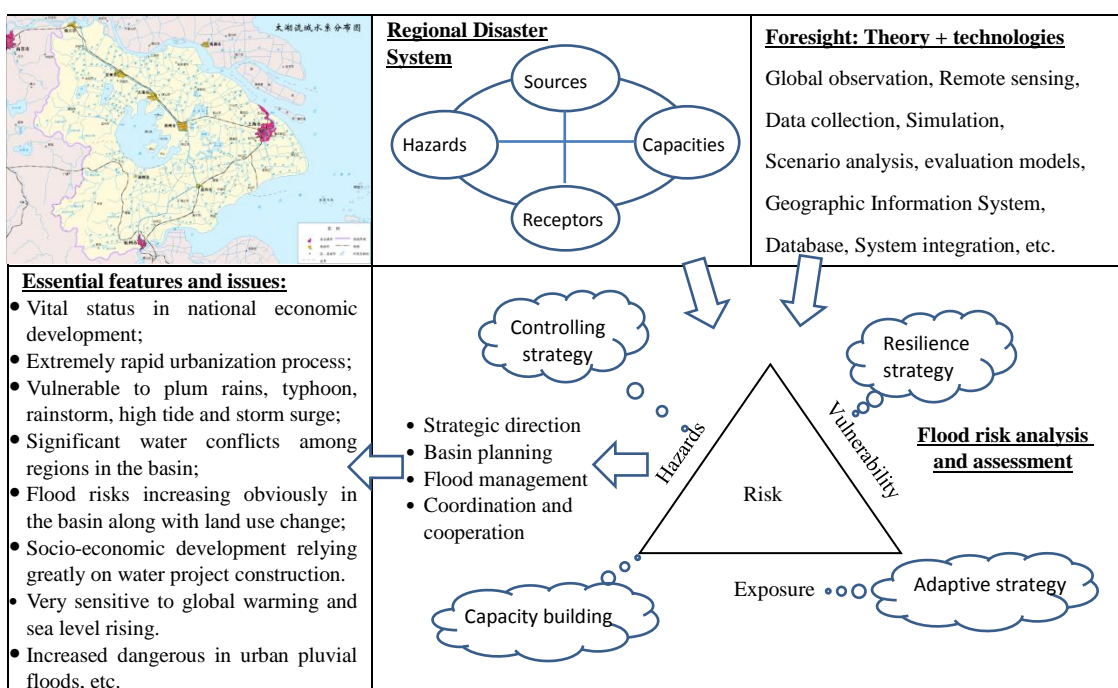 太湖流域水系分布图
Regional Disaster
System
Sources
Hazards
Capacities
Receptors
Foresight: Theory + technologies
Global observation, Remote sensing,
Data collection, Simulation,
Scenario analysis, evaluation models,
Geographic Information System,
Database, System integration, etc.
Essential features and issues:
• Vital status in national economic
development;
• Extremely rapid urbanization process;
• Vulnerable to plum rains, typhoon,
rainstorm, high tide and storm surge;
• Significant water conflicts among
regions in the basin;
• Flood risks increasing obviously in
the basin along with land use change;
• Socio-economic development relying
greatly on water project construction.
• Very sensitive to global warming and
sea level rising.
• Increased dangerous in urban pluvial
floods, etc.
Controlling
strategy
Resilience
strategy
• Strategic direction
• Basin planning
• Flood management
• Coordination and
cooperation
Hazards
Vulnerability
Risk
Flood risk analysis
and assessment
Exposure
Adaptive strategy
Capacity building